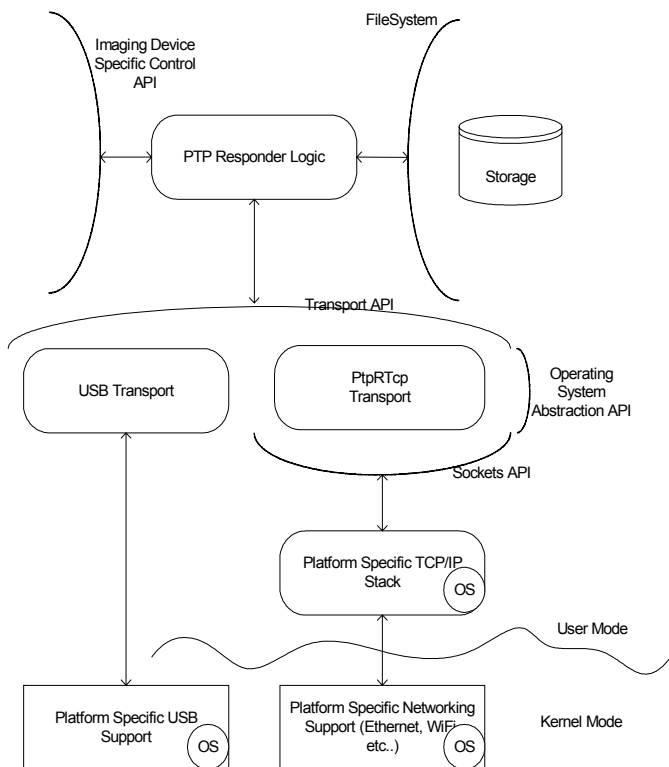 FileSystem
Imaging Device
Specific Control
API
PTP Responder Logic
Storage
Transport API
USB Transport
PtpRTcp
Transport
Operating
System
Abstraction API
Sockets API
Platform Specific TCP/IP
Stack
OS
User Mode
Platform Specific USB
Support
OS
Platform Specific Networking
Support (Ethernet, WiFi
etc..)
OS
Kernel Mode